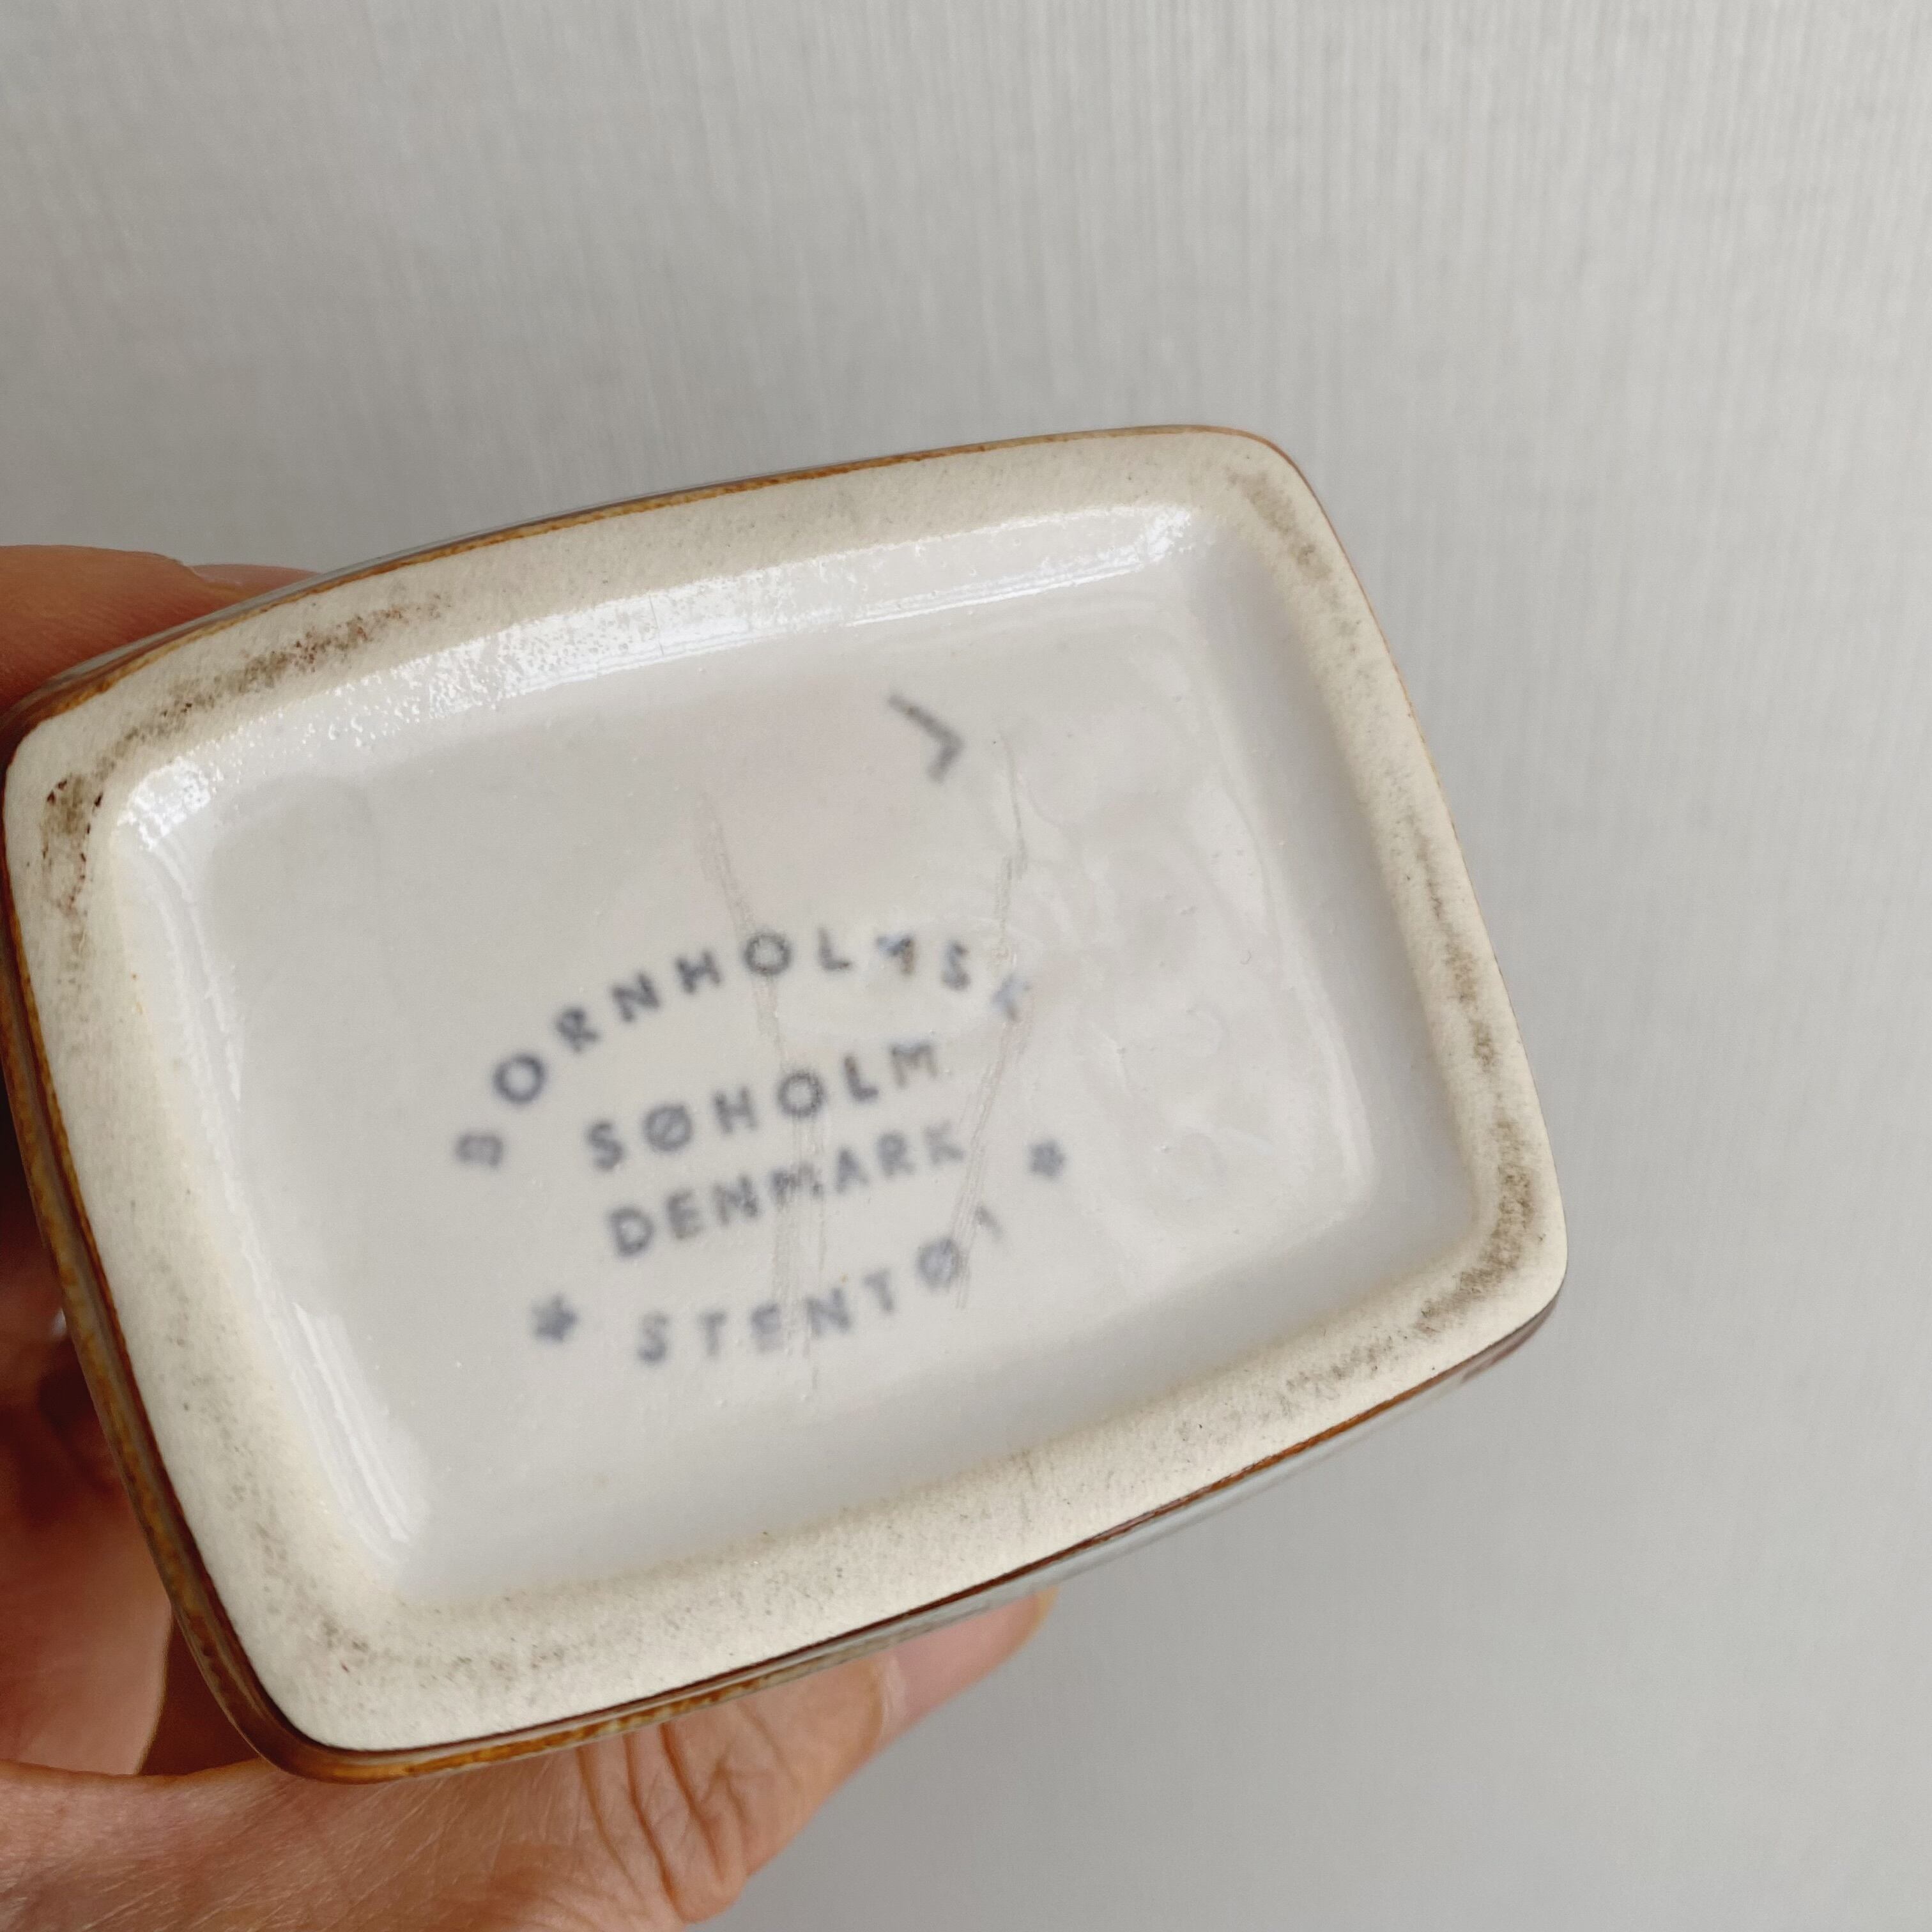 BORNHOLMSK
SØHOLM
DENMARK
* STENTØJ *